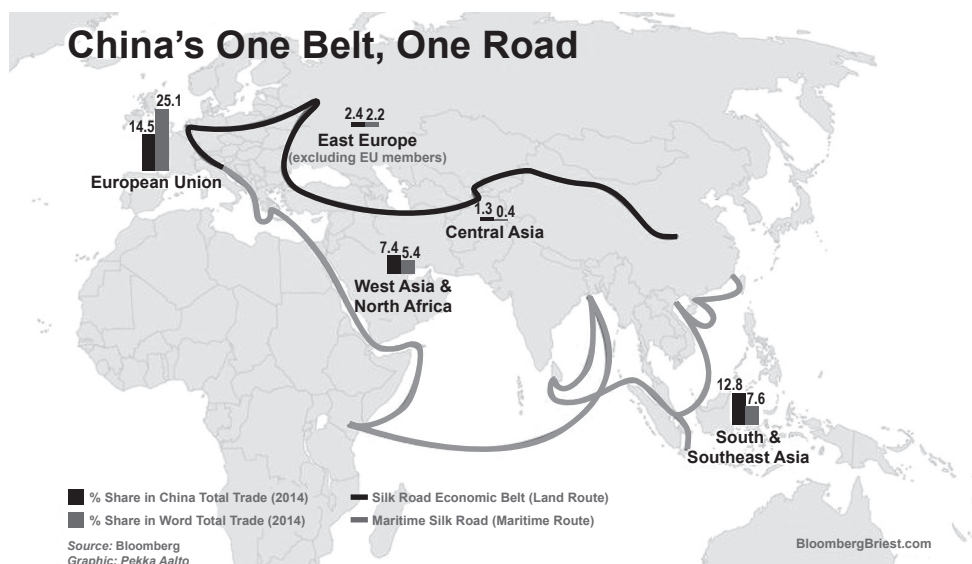 China's One Belt, One Road
25.1
14.5
European Union
2.4 2.2
East Europe
(excluding EU members)
1.3 0.4
Central Asia
7.4 5.4
West Asia &
North Africa
12.8
7.6
South &
Southeast Asia
% Share in China Total Trade (2014)
% Share in Word Total Trade (2014)
Silk Road Economic Belt (Land Route)
Maritime Silk Road (Maritime Route)
Source: Bloomberg
Graphic: Pekka Aalto
BloombergBriest.com